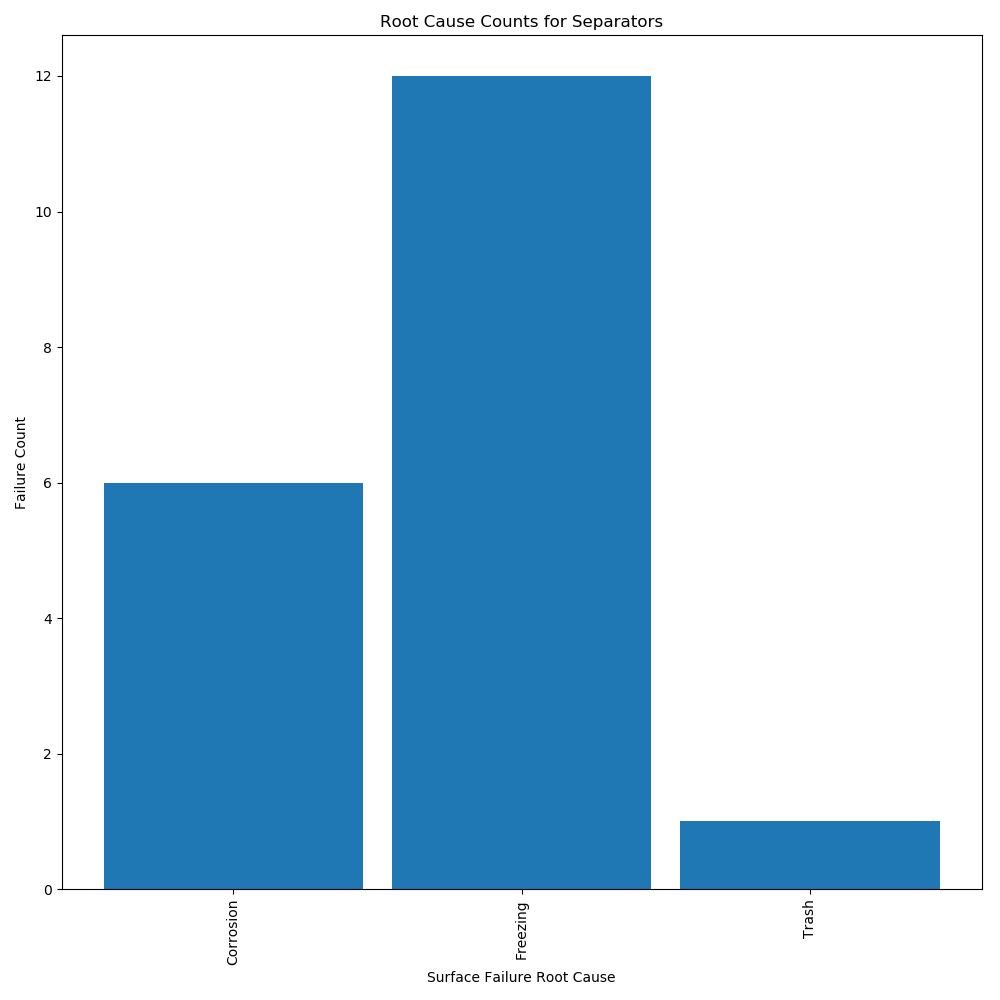 Root Cause Counts for Separators
12
10
8
6
4
2
0
Failure Count
Corrosion
Freezing
Trash
Surface Failure Root Cause